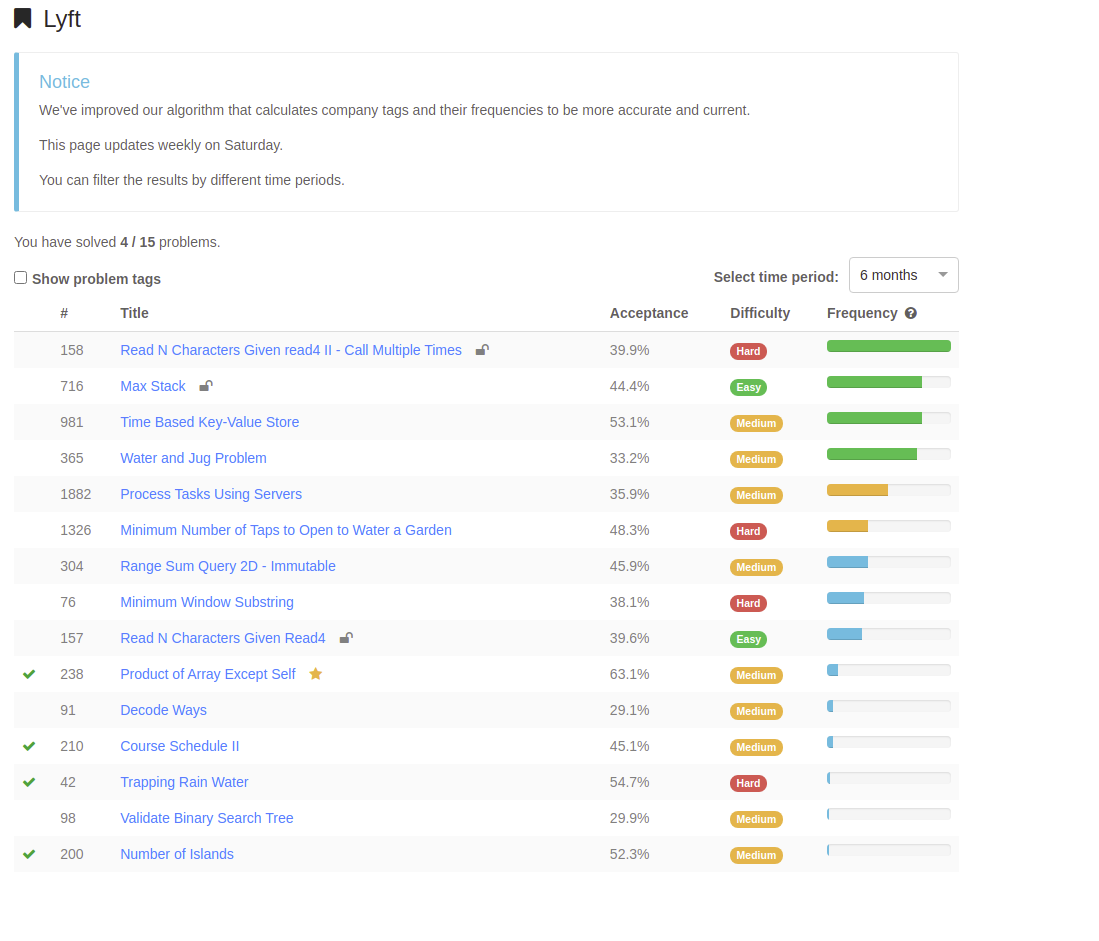 Lyft
Notice
We've improved our algorithm that calculates company tags and their frequencies to be more accurate and current.
This page updates weekly on Saturday.
You can filter the results by different time periods.
You have solved 4 / 15 problems.
Show problem tags Select time period: 6 months
# Title Acceptance Difficulty Frequency ?
158 Read N Characters Given read4 II - Call Multiple Times 39.9% Hard
716 Max Stack 44.4% Easy
981 Time Based Key-Value Store 53.1% Medium
365 Water and Jug Problem 33.2% Medium
1882 Process Tasks Using Servers 35.9% Medium
1326 Minimum Number of Taps to Open to Water a Garden 48.3% Hard
304 Range Sum Query 2D - Immutable 45.9% Medium
76 Minimum Window Substring 38.1% Hard
157 Read N Characters Given Read4 39.6% Easy
238 Product of Array Except Self 63.1% Medium
91 Decode Ways 29.1% Medium
210 Course Schedule II 45.1% Medium
42 Trapping Rain Water 54.7% Hard
98 Validate Binary Search Tree 29.9% Medium
200 Number of Islands 52.3% Medium